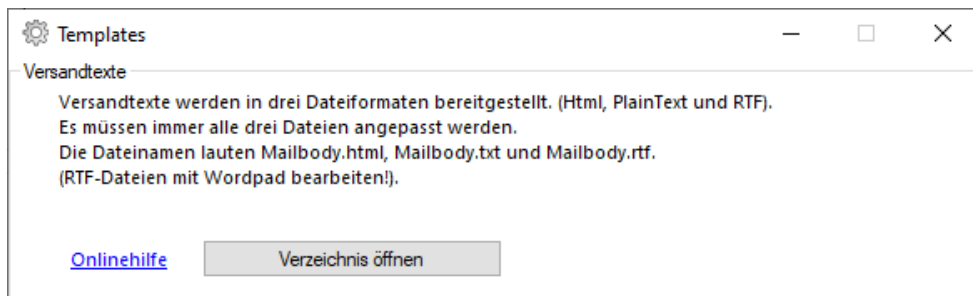 Templates
Versandtexte
Versandtexte werden in drei Dateiformaten bereitgestellt. (Html, PlainText und RTF).
Es müssen immer alle drei Dateien angepasst werden.
Die Dateinamen lauten Mailbody.html, Mailbody.txt und Mailbody.rtf.
(RTF-Dateien mit Wordpad bearbeiten!).
Onlinehilfe Verzeichnis öffnen